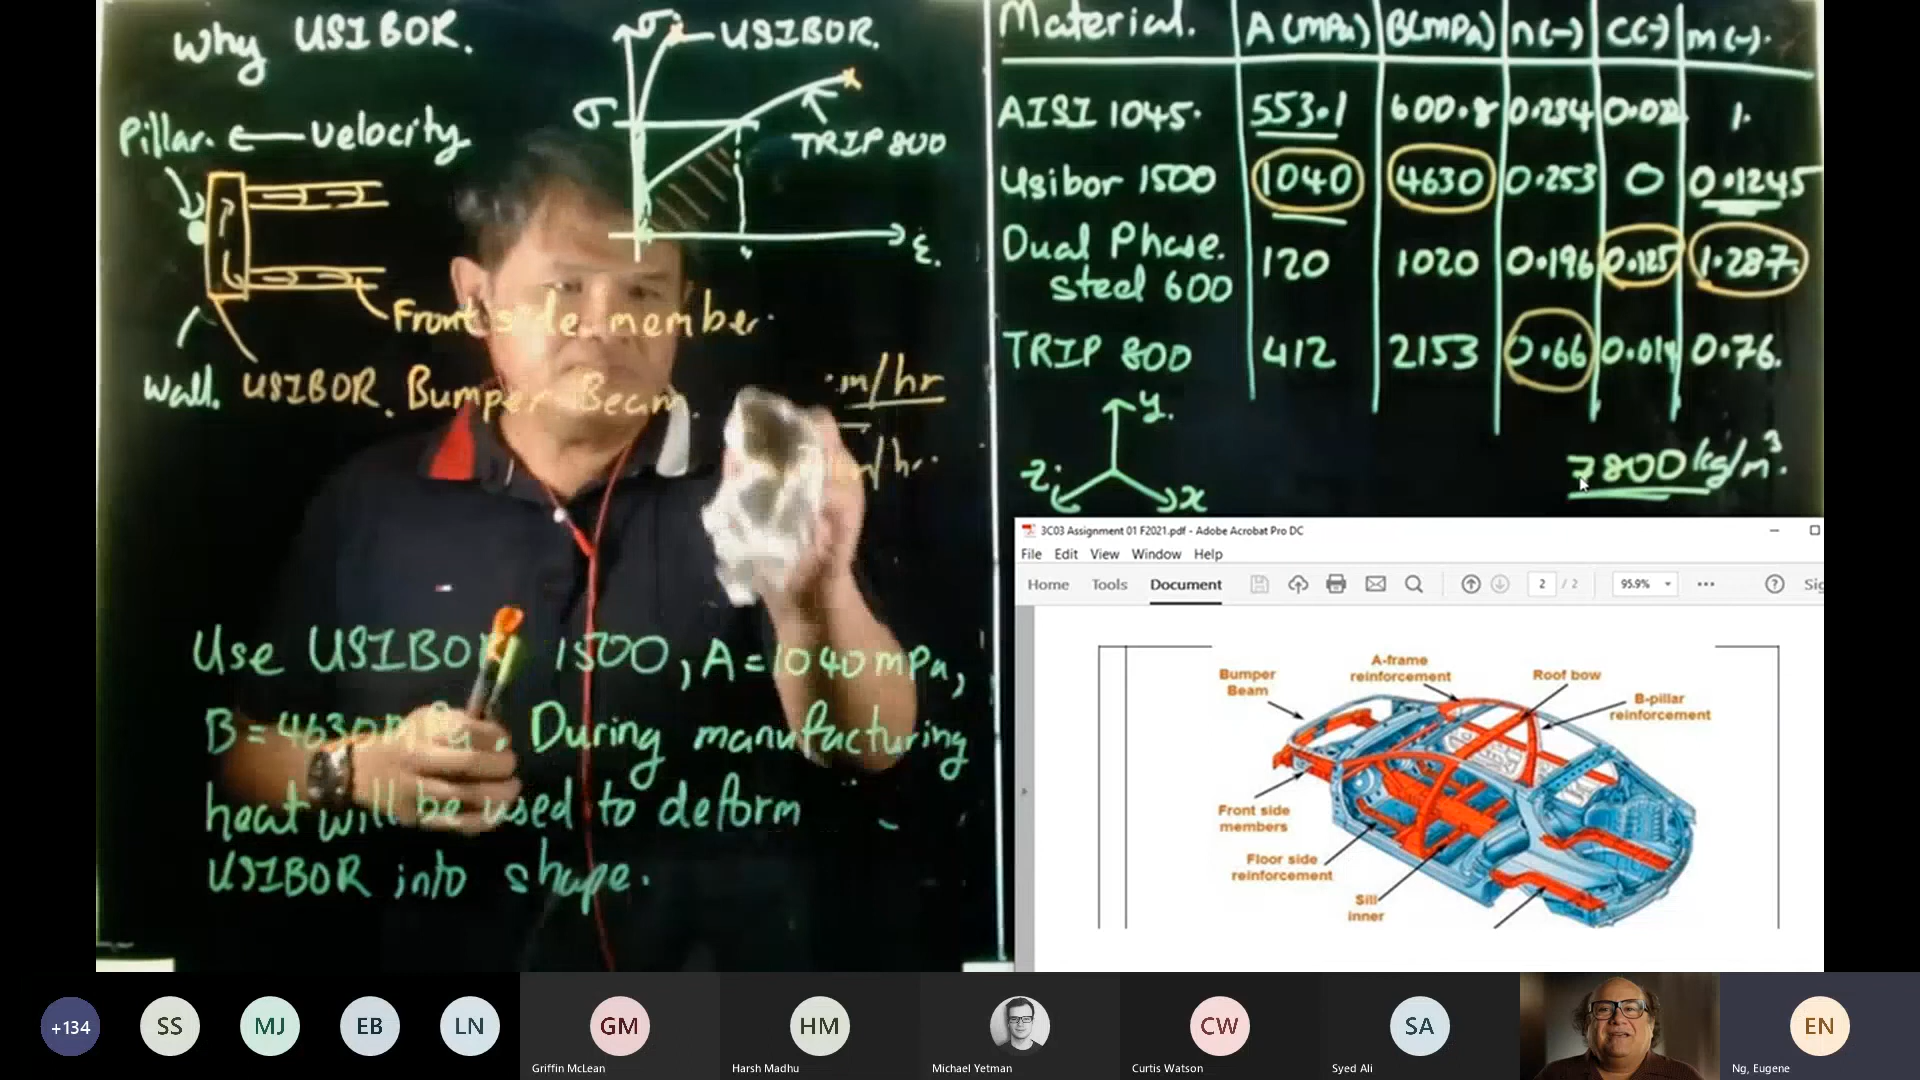 Why USIBOR.
σ
USIBOR.
Pillar. ← velocity
σ
TRIP 800
ε.
Front side member.
Wall. USIBOR. Bumper Beam.
m/hr
m/hr.
Use USIBOR 1500, A = 1040 mPa,
B = 4630 mPa. During manufacturing
heat will be used to deform
USIBOR into shape.
Material. A(mPa) B(mPa) n(-) C(-) m(-).
AISI 1045. 553.1 600.8 0.234 1.
Usibor 1500 1040 4630 0.253 0 0.1245
Dual Phase. 120 1020 0.196 0.125 1.287.
steel 600
TRIP 800 412 2153 0.66 0.76.
y.
z. x
7800 kg/m³.
3C03 Assignment 01 F2021.pdf - Adobe Acrobat Pro DC
File Edit View Window Help
Home Tools Document 2 / 2 95.9% ... Sig
Bumper
Beam
A-frame
reinforcement
Roof bow
B-pillar
reinforcement
Front side
members
Floor side
reinforcement
Sill
inner
+134 SS MJ EB LN GM HM CW SA EN
Griffin McLean Harsh Madhu Michael Yetman Curtis Watson Syed Ali Ng, Eugene